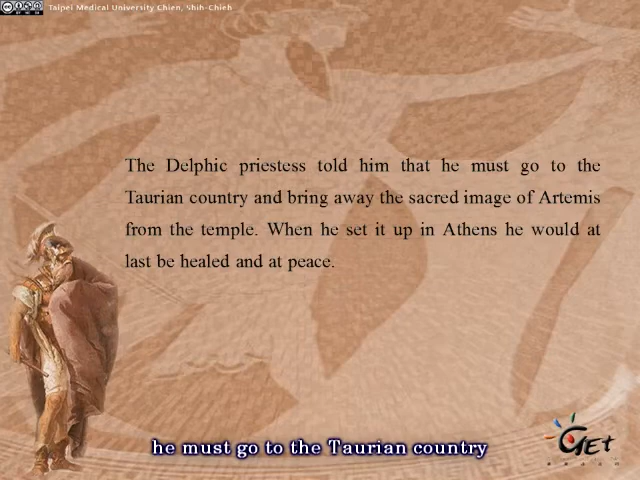 Taipei Medical University Chien, Shih-Chieh
The Delphic priestess told him that he must go to the
Taurian country and bring away the sacred image of Artemis
from the temple. When he set it up in Athens he would at
last be healed and at peace.
he must go to the Taurian country
GET